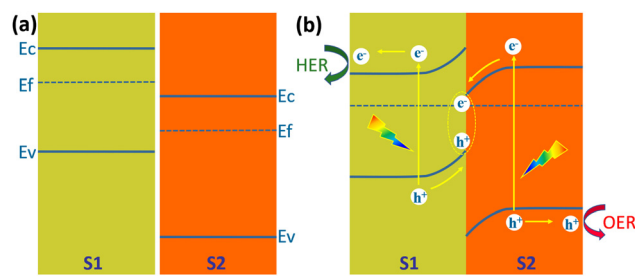 (a)
Ec
Ef
Ev
Ec
Ef
Ev
S1
S2
(b)
HER
e-
e-
e-
e-
h+
h+
h+
h+
OER
S1
S2